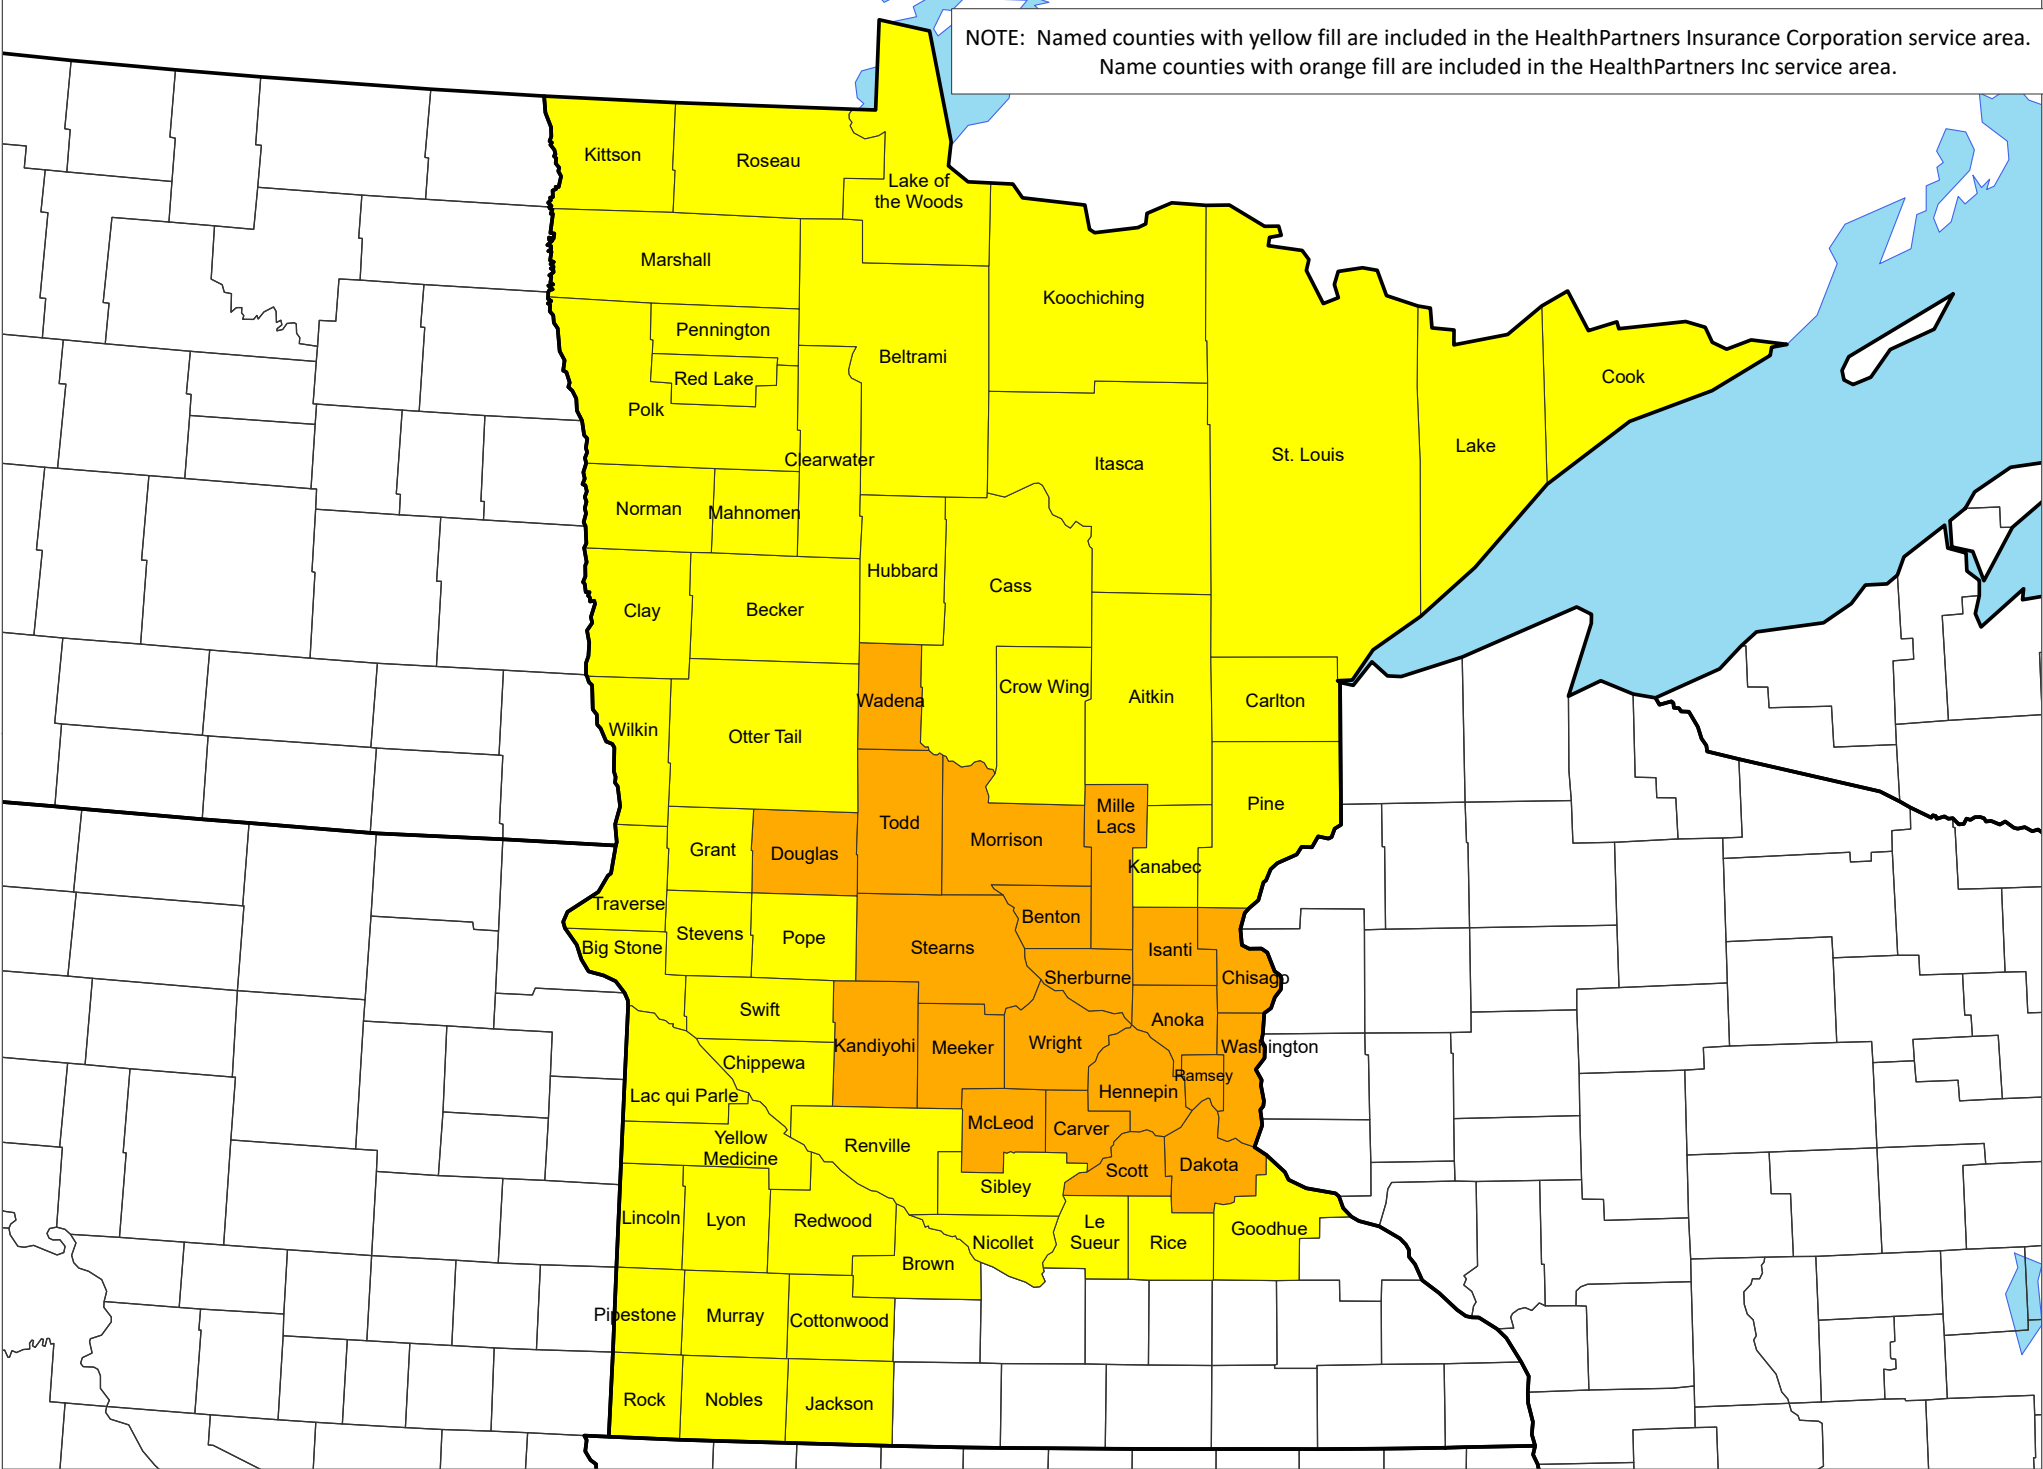 NOTE: Named counties with yellow fill are included in the HealthPartners Insurance Corporation service area.
Name counties with orange fill are included in the HealthPartners Inc service area.
Kittson
Roseau
Lake of
the Woods
Marshall
Koochiching
Pennington
Beltrami
Red Lake
Cook
Polk
Lake
St. Louis
Clearwater
Itasca
Norman
Mahnomen
Hubbard
Cass
Clay
Becker
Crow Wing
Aitkin
Wadena
Carlton
Wilkin
Otter Tail
Pine
Mille
Lacs
Todd
Morrison
Grant
Douglas
Kanabec
Traverse
Benton
Stevens
Pope
Big Stone
Stearns
Isanti
Sherburne
Chisago
Swift
Anoka
Kandiyohi
Meeker
Wright
Washington
Chippewa
Ramsey
Hennepin
Lac qui Parle
McLeod
Carver
Yellow
Medicine
Renville
Scott
Dakota
Sibley
Lincoln
Lyon
Redwood
Le
Sueur
Rice
Goodhue
Nicollet
Brown
Pipestone
Murray
Cottonwood
Rock
Nobles
Jackson